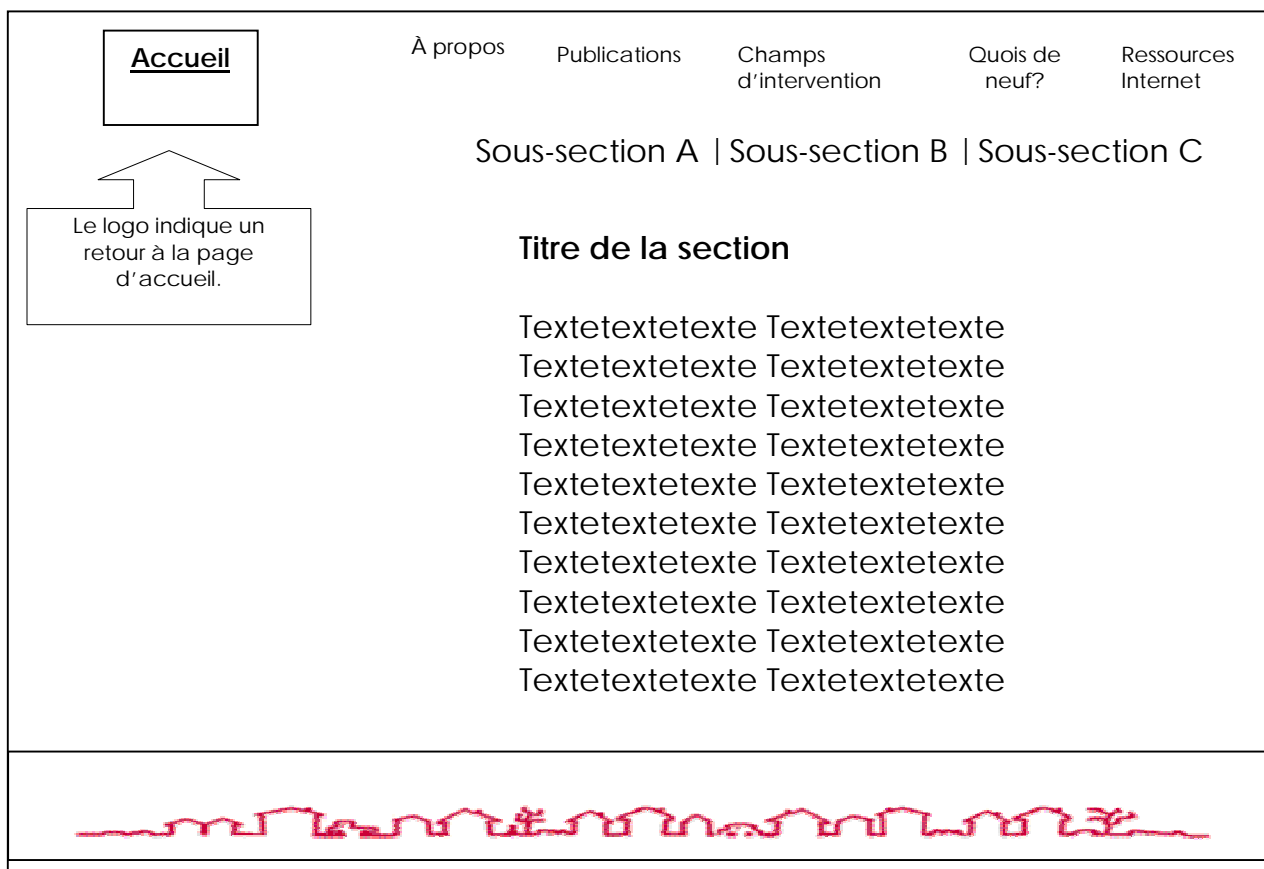 Accueil
À propos
Publications
Champs
d'intervention
Quois de
neuf?
Ressources
Internet
Sous-section A | Sous-section B | Sous-section C
Le logo indique un
retour à la page
d'accueil.
Titre de la section
Textetextetexte Textetextetexte
Textetextetexte Textetextetexte
Textetextetexte Textetextetexte
Textetextetexte Textetextetexte
Textetextetexte Textetextetexte
Textetextetexte Textetextetexte
Textetextetexte Textetextetexte
Textetextetexte Textetextetexte
Textetextetexte Textetextetexte
Textetextetexte Textetextetexte